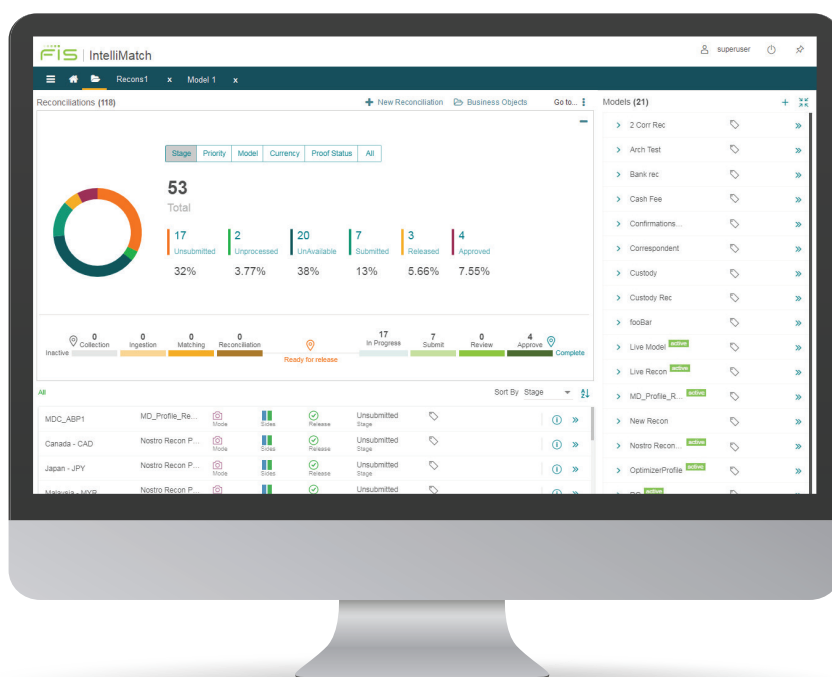 FIS | IntelliMatch
superuser
Recons1 x Model 1 x
Reconciliations (118)
New Reconciliation Business Objects Go to...
Models (21)
Stage Priority Model Currency Proof Status All
53
Total
17 2 20 7 3 4
Unsubmitted Unprocessed UnAvailable Submitted Released Approved
32% 3.77% 38% 13% 5.66% 7.55%
0 0 0 0 17 7 0 4
Inactive Collection Ingestion Matching Reconciliation Ready for release In Progress Submit Review Approve Complete
All
Sort By Stage
MDC_ABP1 MD_Profile_Re... Mode Sides Release Unsubmitted Stage
Canada - CAD Nostro Recon P... Mode Sides Release Unsubmitted Stage
Japan - JPY Nostro Recon P... Mode Sides Release Unsubmitted Stage
Malaysia - MYR Nostro Recon P... Unsubmitted
2 Corr Rec
Arch Test
Bank rec
Cash Fee
Confirmations...
Correspondent
Custody
Custody Rec
fooBar
Live Model active
Live Recon active
MD_Profile_R... active
New Recon
Nostro Recon... active
OptimizerProfile active
active